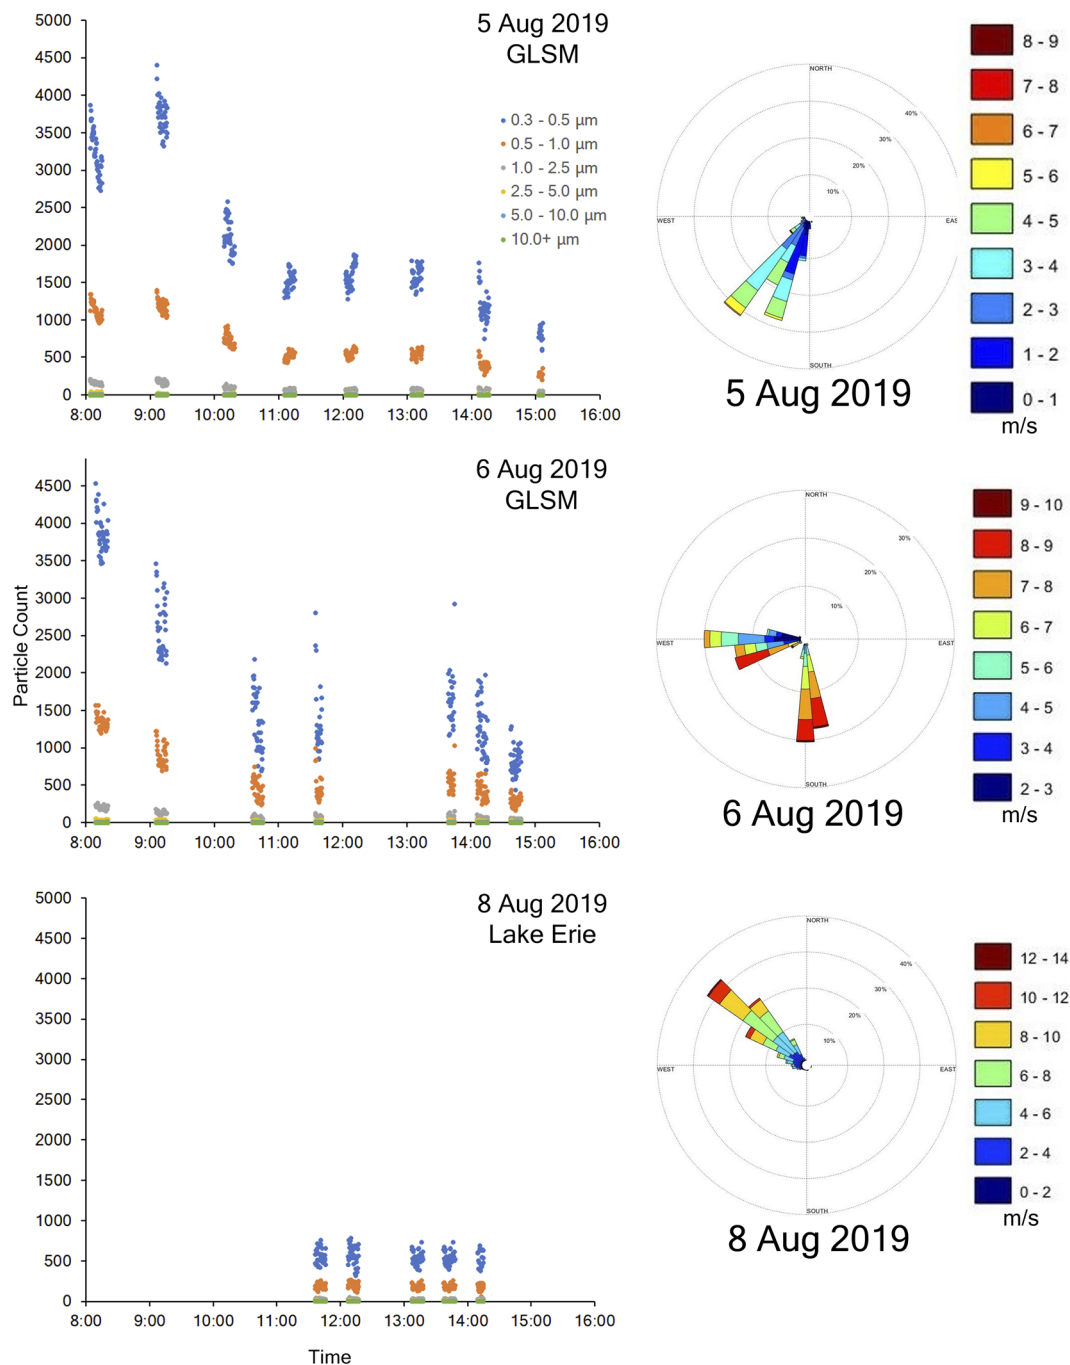 5000
4500
4000
3500
3000
2500
2000
1500
1000
500
0
8:00 9:00 10:00 11:00 12:00 13:00 14:00 15:00 16:00
5 Aug 2019
GLSM
0.3 - 0.5 µm
0.5 - 1.0 µm
1.0 - 2.5 µm
2.5 - 5.0 µm
5.0 - 10.0 µm
10.0+ µm
NORTH
40%
30%
20%
10%
WEST
EAS
SOUTH
5 Aug 2019
8 - 9
7 - 8
6 - 7
5 - 6
4 - 5
3 - 4
2 - 3
1 - 2
0 - 1
m/s
4500
4000
3500
3000
2500
2000
1500
1000
500
0
8:00 9:00 10:00 11:00 12:00 13:00 14:00 15:00 16:00
Particle Count
6 Aug 2019
GLSM
NORTH
30%
20%
10%
WEST
EAST
SOUTH
6 Aug 2019
9 - 10
8 - 9
7 - 8
6 - 7
5 - 6
4 - 5
3 - 4
2 - 3
m/s
5000
4500
4000
3500
3000
2500
2000
1500
1000
500
0
8:00 9:00 10:00 11:00 12:00 13:00 14:00 15:00 16:00
Time
8 Aug 2019
Lake Erie
NORTH
40%
30%
20%
10%
WEST
EAST
SOUTH
8 Aug 2019
12 - 14
10 - 12
8 - 10
6 - 8
4 - 6
2 - 4
0 - 2
m/s